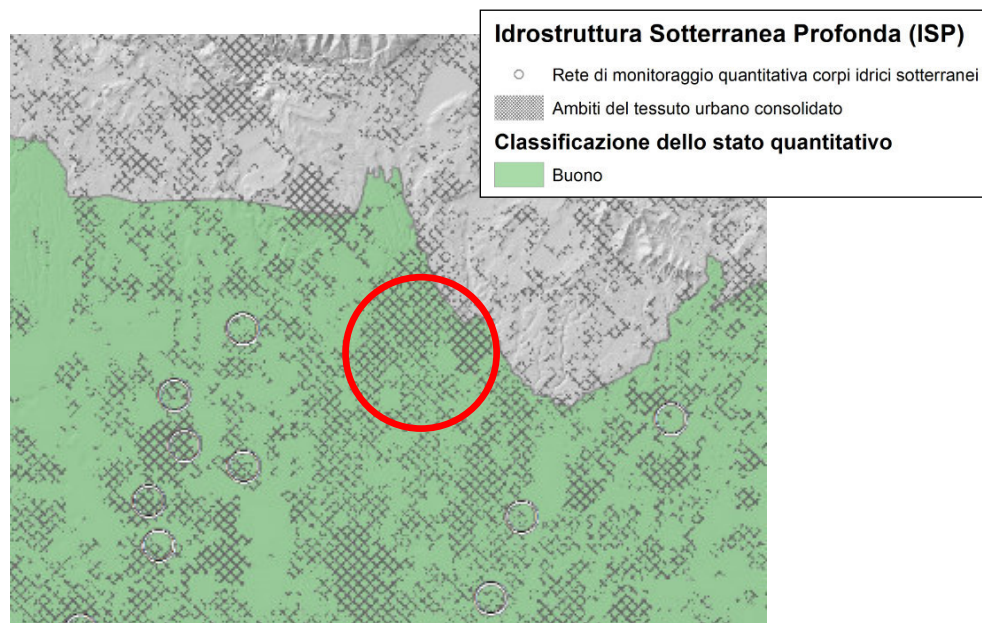 Idrostruttura Sotterranea Profonda (ISP)
Rete di monitoraggio quantitativa corpi idrici sotterranei
Ambiti del tessuto urbano consolidato
Classificazione dello stato quantitativo
Buono